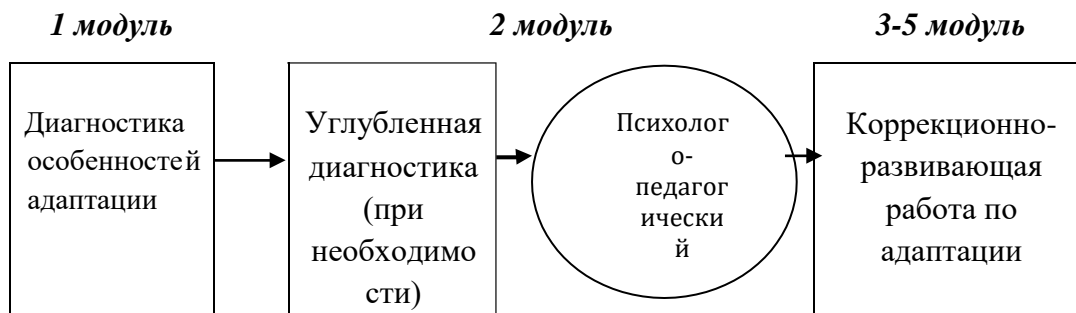 1 модуль
2 модуль
3-5 модуль
Диагностика
особенностей
адаптации
Углубленная
диагностика
(при
необходимо
сти)
Психолог
о-
педагог
ически
й
Коррекционно-
развивающая
работа по
адаптации